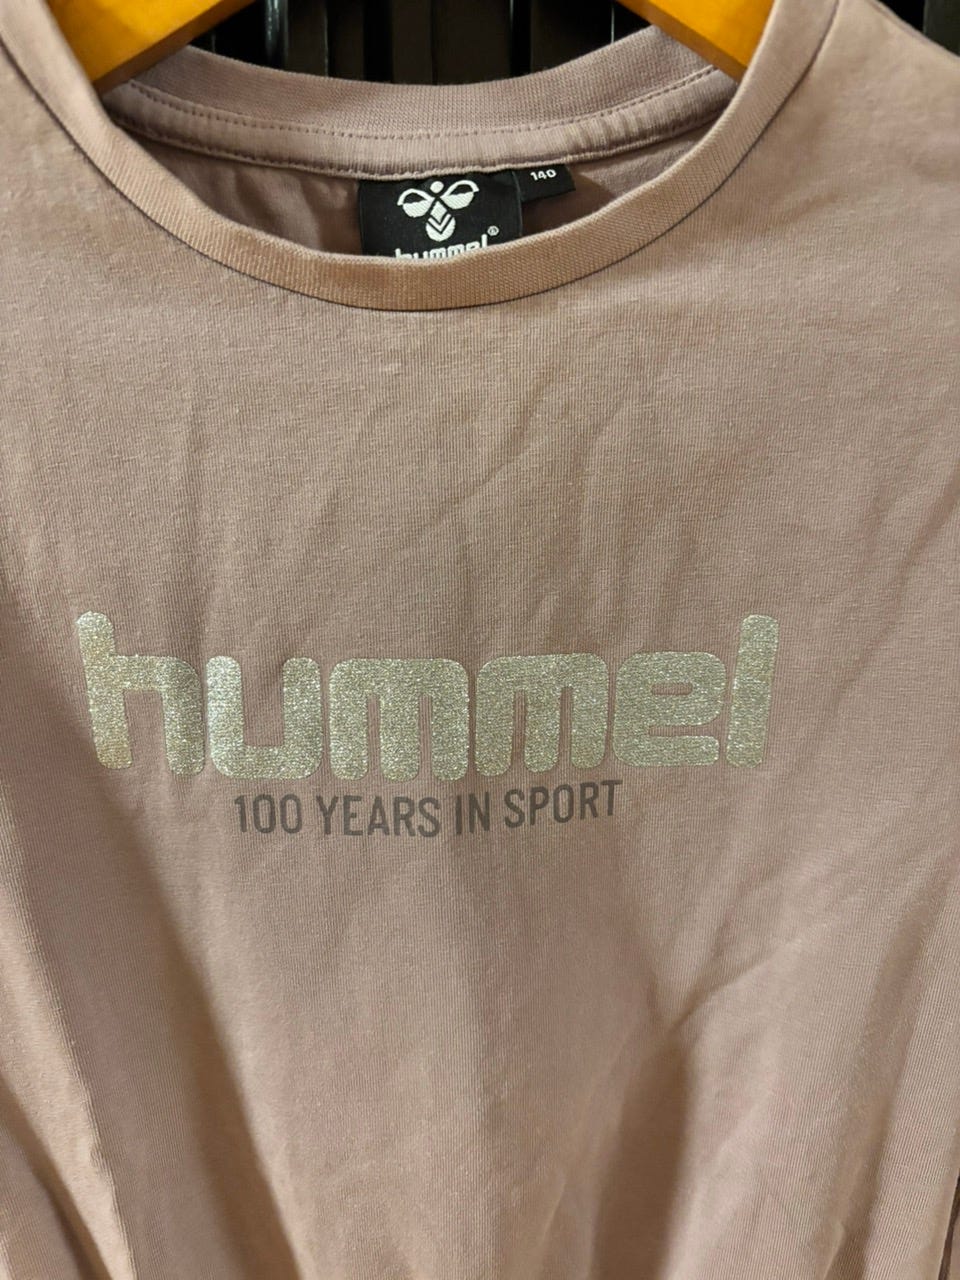 140
hummel®
hummel
100 YEARS IN SPORT